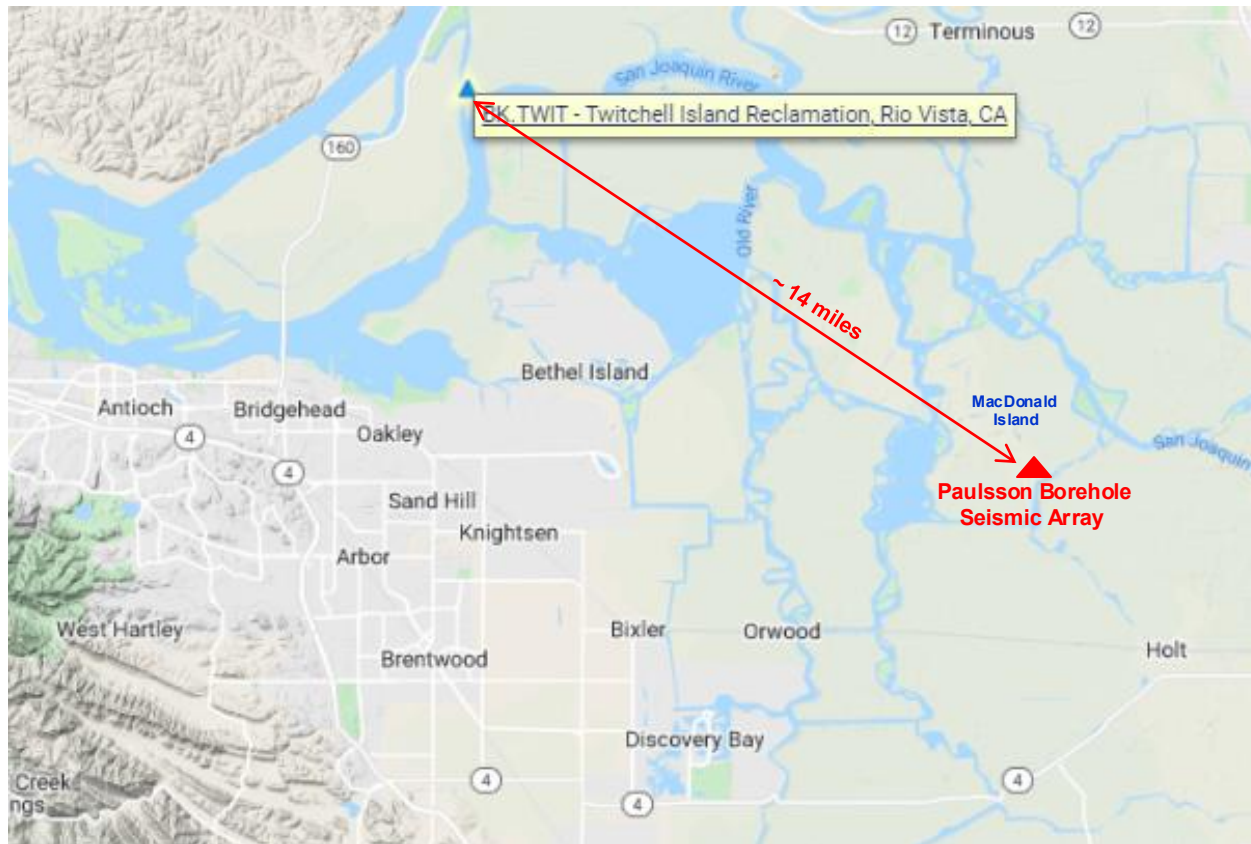 12
Terminous
12
San Joaquin River
BK.TWIT - Twitchell Island Reclamation, Rio Vista, CA
160
Old River
~ 14 miles
Bethel Island
MacDonald
Island
Antioch
Bridgehead
4
Oakley
San Joaquin
4
Paulsson Borehole
Seismic Array
Sand Hill
Knightsen
Arbor
West Hartley
Bixler
Orwood
Brentwood
Holt
Discovery Bay
Creek
ngs
4
4
4